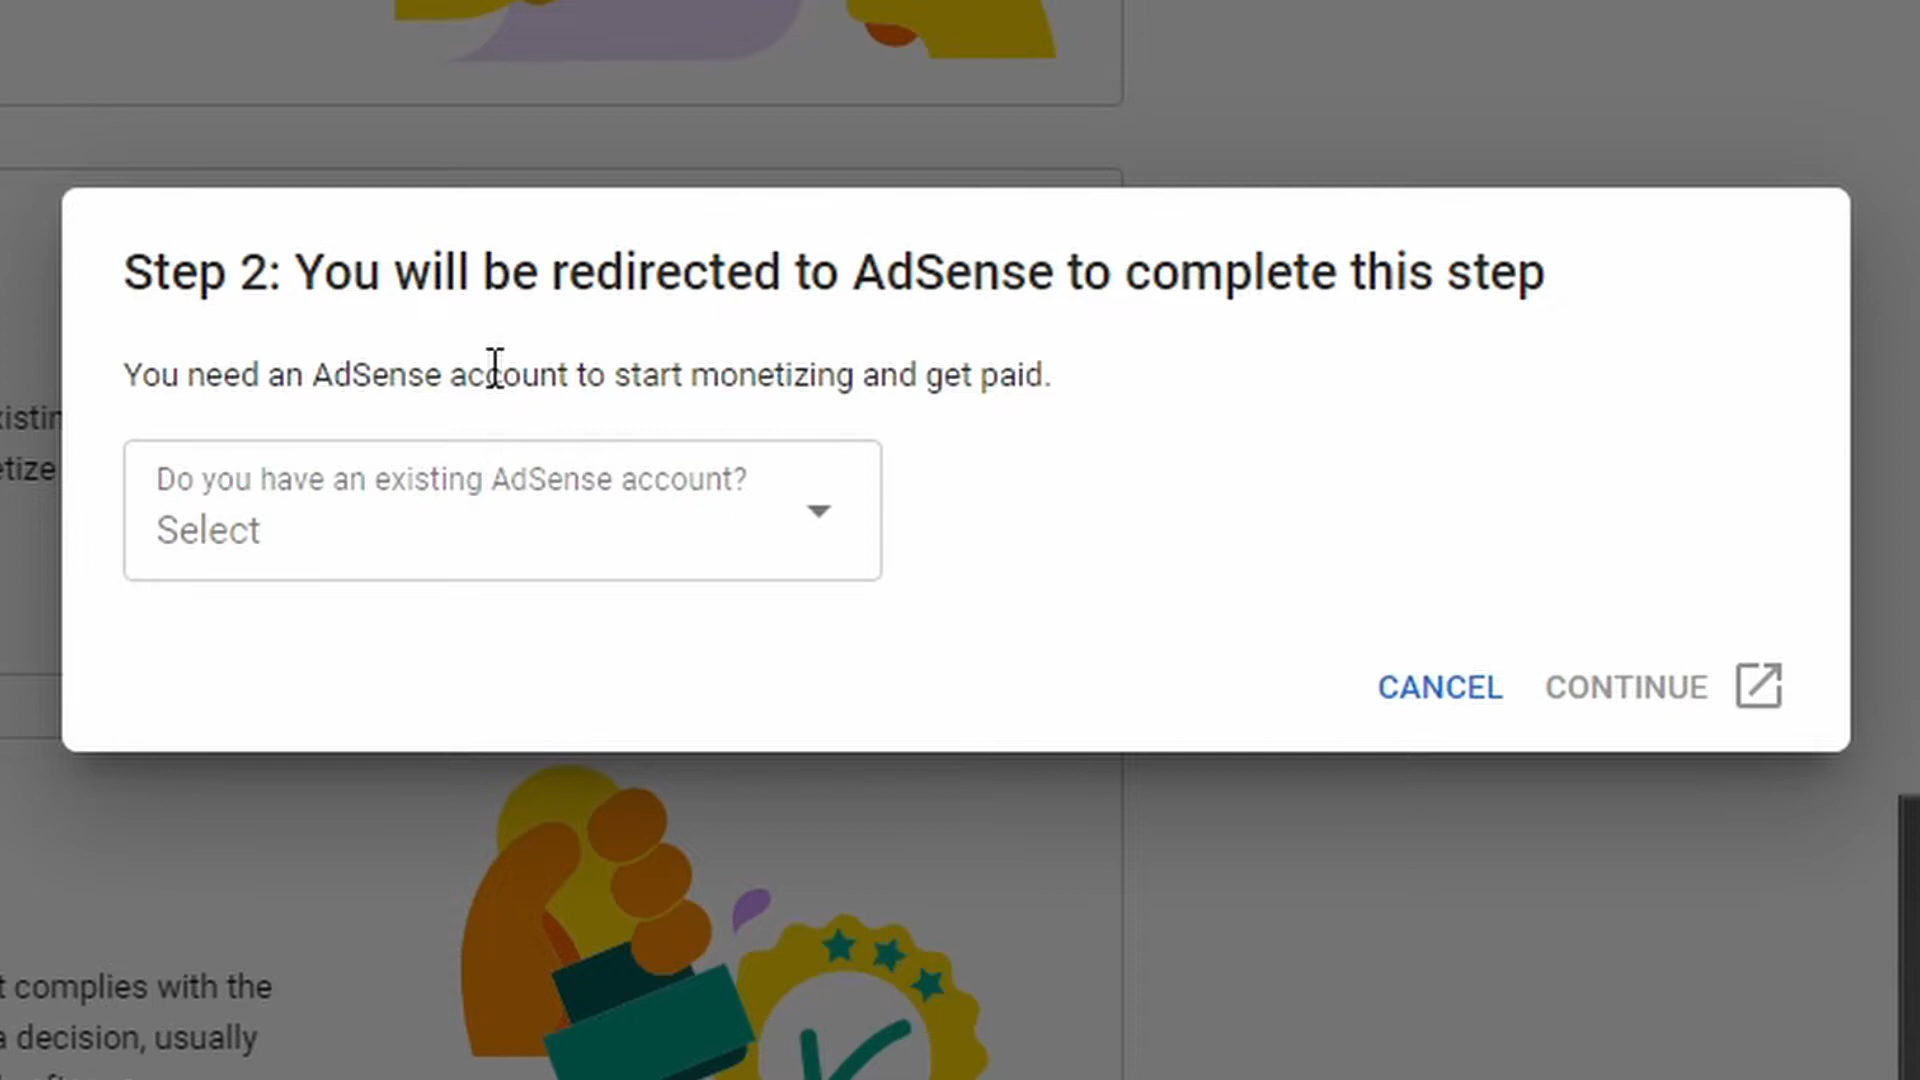 Step 2: You will be redirected to AdSense to complete this step
You need an AdSense account to start monetizing and get paid.
Do you have an existing AdSense account?
Select
CANCEL CONTINUE
complies with the
a decision, usually